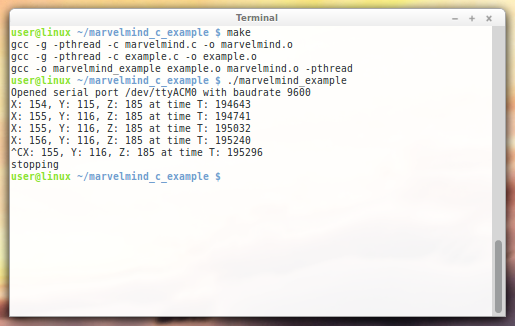 Terminal
user@linux ~/marvelmind_c_example $ make
gcc -g -pthread -c marvelmind.c -o marvelmind.o
gcc -g -pthread -c example.c -o example.o
gcc -o marvelmind_example example.o marvelmind.o -pthread
user@linux ~/marvelmind_c_example $ ./marvelmind_example
Opened serial port /dev/ttyACM0 with baudrate 9600
X: 154, Y: 115, Z: 185 at time T: 194643
X: 155, Y: 116, Z: 185 at time T: 194741
X: 155, Y: 116, Z: 185 at time T: 195032
X: 156, Y: 116, Z: 185 at time T: 195240
^CX: 155, Y: 116, Z: 185 at time T: 195296
stopping
user@linux ~/marvelmind_c_example $